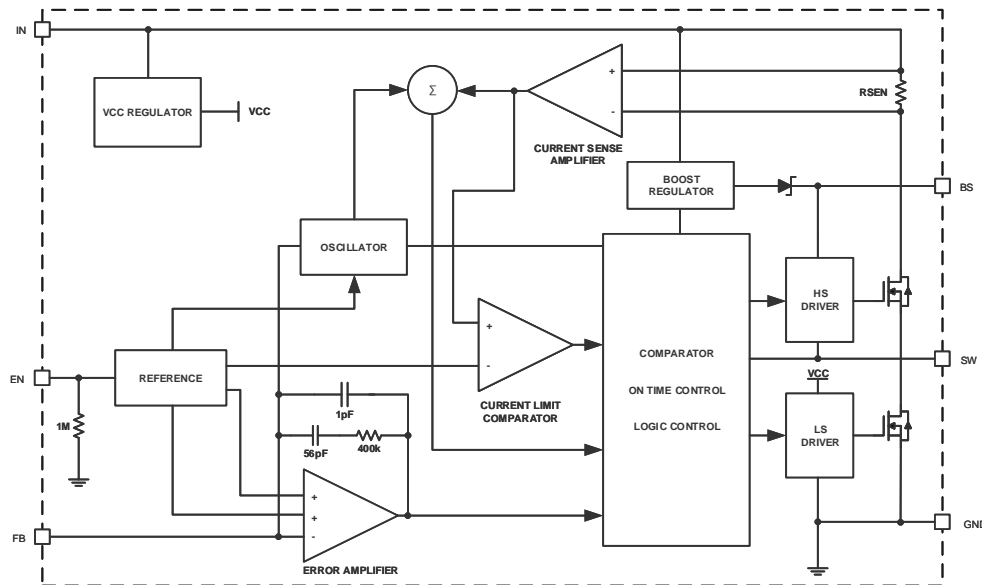 IN
VCC REGULATOR
VCC
Σ
+
-
CURRENT SENSE
AMPLIFIER
RSEN
BOOST
REGULATOR
BS
OSCILLATOR
HS
DRIVER
+
-
CURRENT LIMIT
COMPARATOR
COMPARATOR
ON TIME CONTROL
LOGIC CONTROL
SW
EN
REFERENCE
1M
1pF
56pF
400k
VCC
LS
DRIVER
+
+
-
ERROR AMPLIFIER
FB
GND